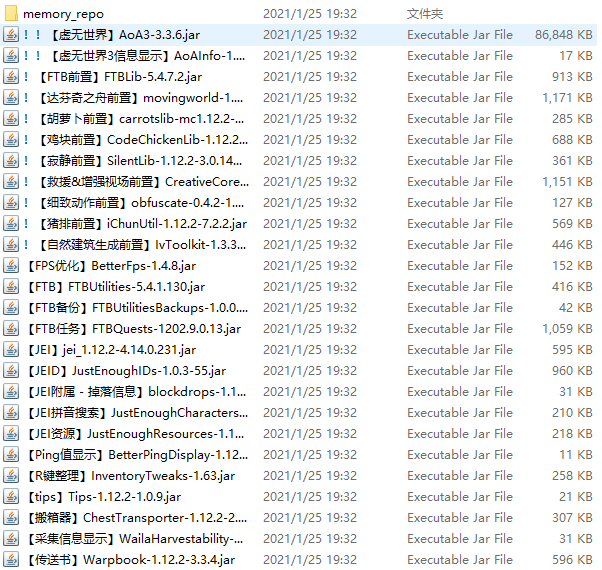 memory_repo 2021/1/25 19:32 文件夹
！！【虚无世界】AoA3-3.3.6.jar 2021/1/25 19:32 Executable Jar File 86,848 KB
！！【虚无世界3信息显示】AoAInfo-1.... 2021/1/25 19:32 Executable Jar File 17 KB
！【FTB前置】FTBLib-5.4.7.2.jar 2021/1/25 19:32 Executable Jar File 913 KB
！【达芬奇之舟前置】movingworld-1.... 2021/1/25 19:32 Executable Jar File 1,171 KB
！【胡萝卜前置】carrotslib-mc1.12.2-... 2021/1/25 19:32 Executable Jar File 285 KB
！【鸡块前置】CodeChickenLib-1.12.2... 2021/1/25 19:32 Executable Jar File 688 KB
！【寂静前置】SilentLib-1.12.2-3.0.14... 2021/1/25 19:32 Executable Jar File 361 KB
！【救援&增强视场前置】CreativeCore... 2021/1/25 19:32 Executable Jar File 1,151 KB
！【细致动作前置】obfuscate-0.4.2-1.... 2021/1/25 19:32 Executable Jar File 127 KB
！【猪排前置】iChunUtil-1.12.2-7.2.2.jar 2021/1/25 19:32 Executable Jar File 569 KB
！【自然建筑生成前置】IvToolkit-1.3.3... 2021/1/25 19:32 Executable Jar File 446 KB
【FPS优化】BetterFps-1.4.8.jar 2021/1/25 19:32 Executable Jar File 152 KB
【FTB】FTBUtilities-5.4.1.130.jar 2021/1/25 19:32 Executable Jar File 416 KB
【FTB备份】FTBUtilitiesBackups-1.0.0.... 2021/1/25 19:32 Executable Jar File 42 KB
【FTB任务】FTBQuests-1202.9.0.13.jar 2021/1/25 19:32 Executable Jar File 1,059 KB
【JEI】jei_1.12.2-4.14.0.231.jar 2021/1/25 19:32 Executable Jar File 595 KB
【JEID】JustEnoughIDs-1.0.3-55.jar 2021/1/25 19:32 Executable Jar File 960 KB
【JEI附属 - 掉落信息】blockdrops-1.1... 2021/1/25 19:32 Executable Jar File 31 KB
【JEI拼音搜索】JustEnoughCharacters... 2021/1/25 19:32 Executable Jar File 210 KB
【JEI资源】JustEnoughResources-1.1... 2021/1/25 19:32 Executable Jar File 218 KB
【Ping值显示】BetterPingDisplay-1.12... 2021/1/25 19:32 Executable Jar File 11 KB
【R键整理】InventoryTweaks-1.63.jar 2021/1/25 19:32 Executable Jar File 258 KB
【tips】Tips-1.12.2-1.0.9.jar 2021/1/25 19:32 Executable Jar File 21 KB
【搬箱器】ChestTransporter-1.12.2-2.... 2021/1/25 19:32 Executable Jar File 307 KB
【采集信息显示】WailaHarvestability-... 2021/1/25 19:32 Executable Jar File 31 KB
【传送书】Warpbook-1.12.2-3.3.4.jar 2021/1/25 19:32 Executable Jar File 596 KB